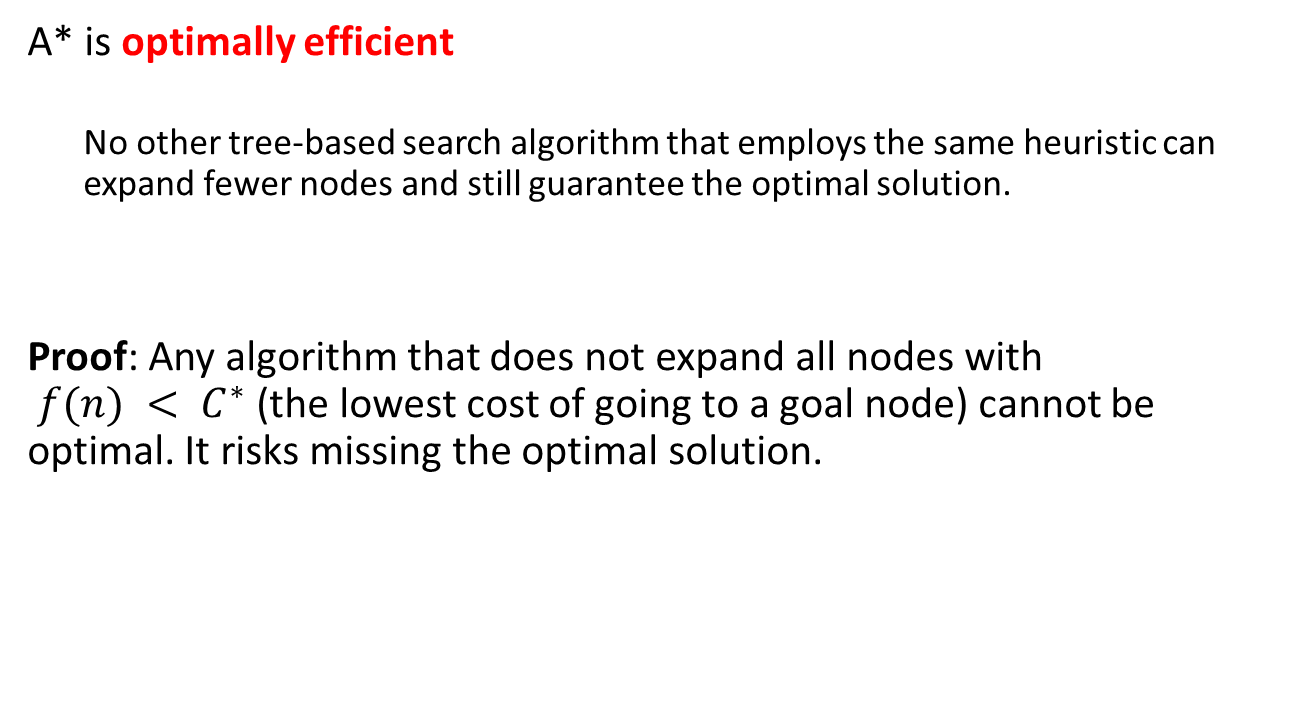 A* is optimally efficient
No other tree-based search algorithm that employs the same heuristic can
expand fewer nodes and still guarantee the optimal solution.
Proof: Any algorithm that does not expand all nodes with
f(n) < C* (the lowest cost of going to a goal node) cannot be
optimal. It risks missing the optimal solution.